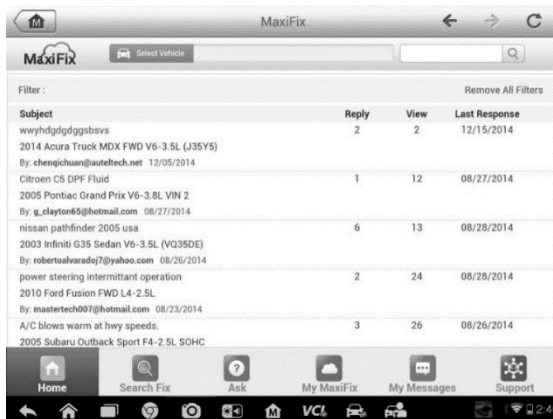 MaxiFix
MaxiFix Select Vehicle
Filter : Remove All Filters
Subject Reply View Last Response
wwyhdgdgdggsbsvs 2 2 12/15/2014
2014 Acura Truck MDX FWD V6-3.5L (J35Y5)
By: chenqichuan@auteltech.net 12/05/2014
Citroen C5 DPF Fluid 1 12 08/27/2014
2005 Pontiac Grand Prix V6-3.8L VIN 2
By: g_clayton65@hotmail.com 08/27/2014
nissan pathfinder 2005 usa 6 13 08/28/2014
2003 Infiniti G35 Sedan V6-3.5L (VQ35DE)
By: robertoalvaradoj7@yahoo.com 08/26/2014
power steering intermittant operation 2 24 08/28/2014
2010 Ford Fusion FWD L4-2.5L
By: mastertech007@hotmail.com 08/23/2014
A/C blows warm at hwy speeds. 3 26 08/26/2014
2005 Subaru Outback Sport F4-2.5L SOHC
Home Search Fix Ask My MaxiFix My Messages Support
VCI 2:4